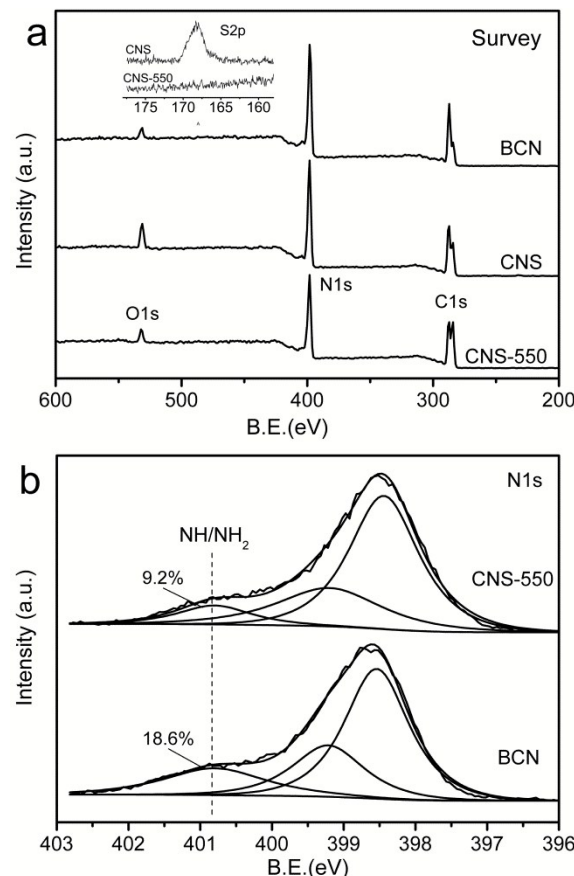 a
S2p
CNS
CNS-550
175 170 165 160
Survey
BCN
CNS
N1s
O1s
C1s
CNS-550
Intensity (a.u.)
600 500 400 300 200
B.E.(eV)
b
N1s
NH/NH₂
CNS-550
9.2%
18.6%
BCN
Intensity (a.u.)
403 402 401 400 399 398 397 396
B.E.(eV)